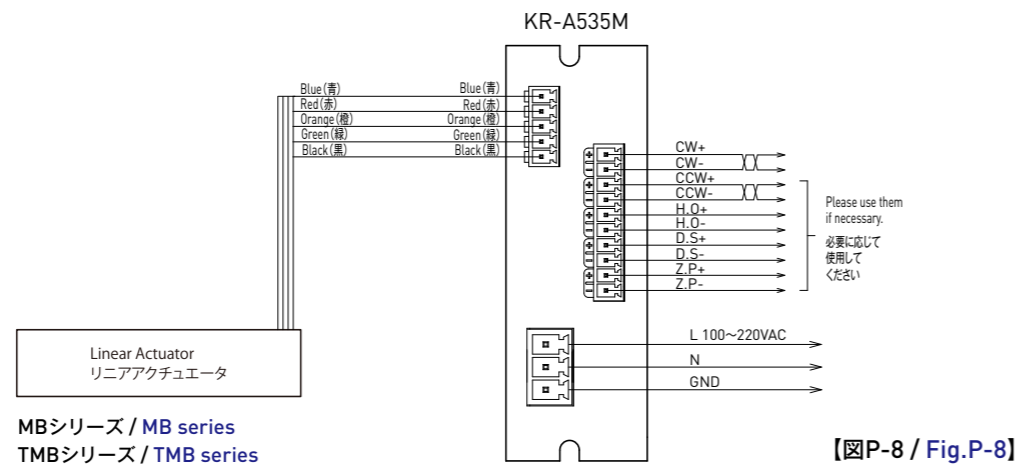 KR-A535M
Blue(青) Blue(青)
Red(赤) Red(赤)
Orange(橙) Orange(橙)
Green(緑) Green(緑)
Black(黒) Black(黒)
+ CW+
- CW-
+ CCW+
- CCW-
+ H.O+
- H.O-
+ D.S+
- D.S-
+ Z.P+
- Z.P-
Please use them
if necessary.
必要に応じて
使用して
ください
L 100～220VAC
N
GND
Linear Actuator
リニアアクチュエータ
MBシリーズ / MB series
TMBシリーズ / TMB series
【図P-8 / Fig.P-8】